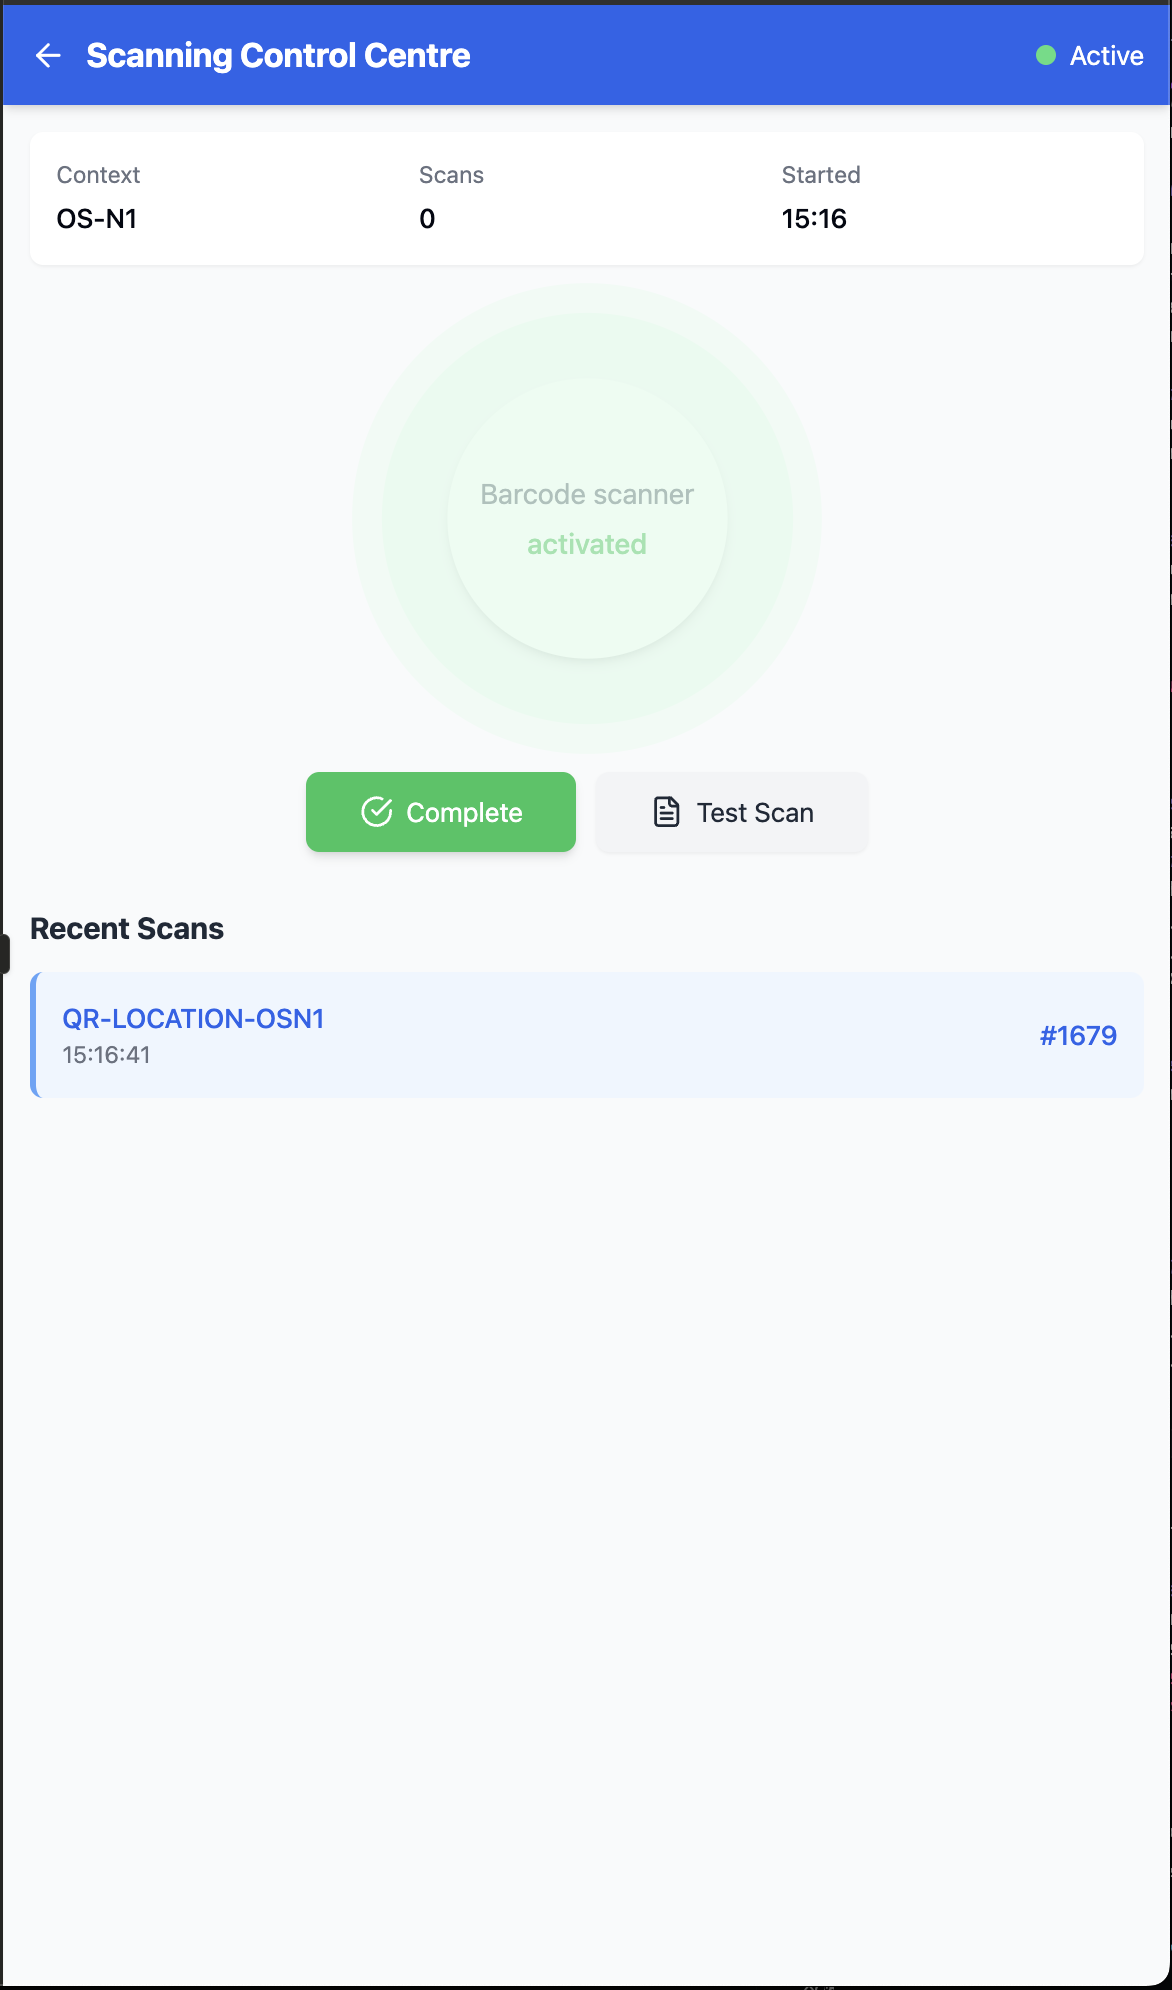 Scanning Control Centre
Active
Context
Scans
Started
OS-N1
0
15:16
Barcode scanner
activated
Complete
Test Scan
Recent Scans
QR-LOCATION-OSN1
15:16:41
#1679